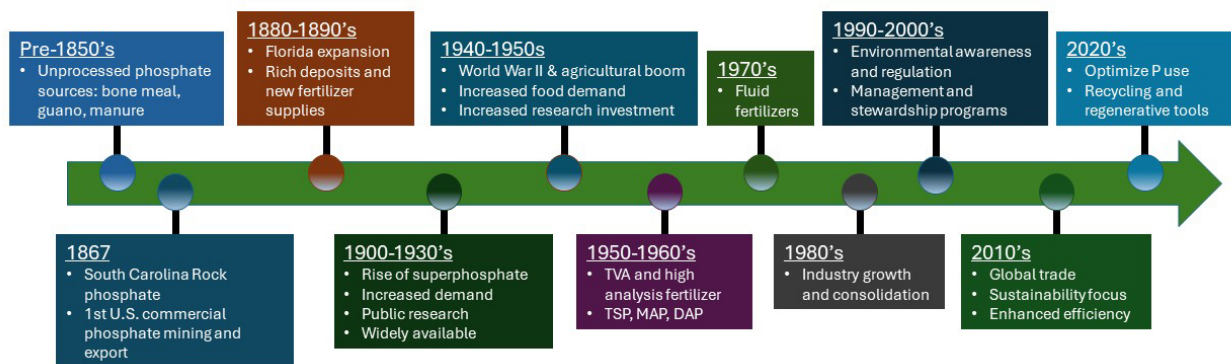 Pre-1850's
• Unprocessed phosphate
sources: bone meal,
guano, manure
1867
• South Carolina Rock
phosphate
• 1st U.S. commercial
phosphate mining and
export
1880-1890's
• Florida expansion
• Rich deposits and
new fertilizer
supplies
1900-1930's
• Rise of superphosphate
• Increased demand
• Public research
• Widely available
1940-1950s
• World War II & agricultural boom
• Increased food demand
• Increased research investment
1950-1960's
• TVA and high
analysis fertilizer
• TSP, MAP, DAP
1970's
• Fluid
fertilizers
1980's
• Industry growth
and consolidation
1990-2000's
• Environmental awareness
and regulation
• Management and
stewardship programs
2010's
• Global trade
• Sustainability focus
• Enhanced efficiency
2020's
• Optimize P use
• Recycling and
regenerative tools